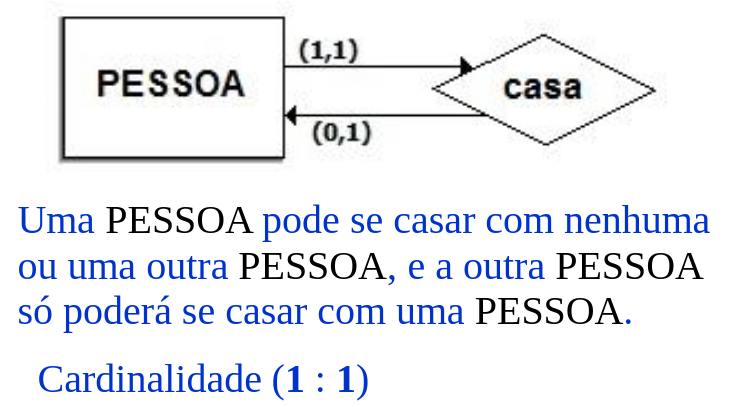 (1,1)
PESSOA
casa
(0,1)
Uma PESSOA pode se casar com nenhuma
ou uma outra PESSOA, e a outra PESSOA
só poderá se casar com uma PESSOA.
Cardinalidade (1 : 1)